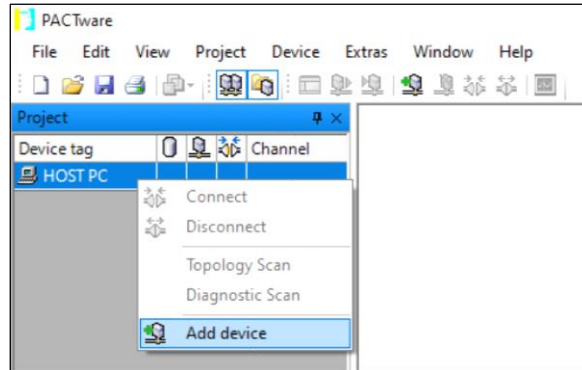 PACTware
File Edit View Project Device Extras Window Help
Project
Device tag Channel
HOST PC
Connect
Disconnect
Topology Scan
Diagnostic Scan
Add device